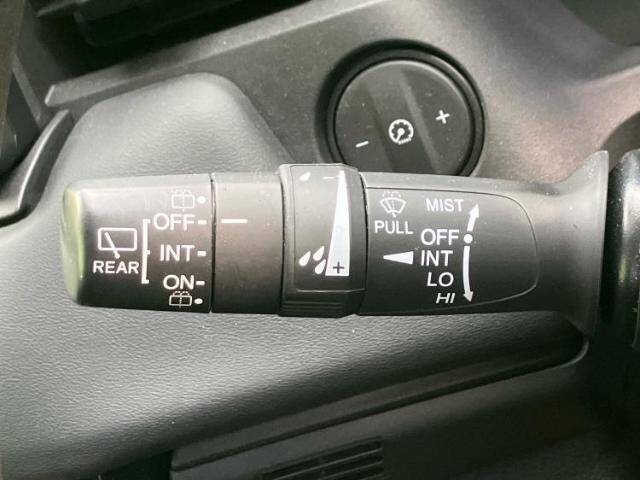 OFF
INT
ON
REAR
- +
- +
PULL
MIST
OFF
INT
LO
HI